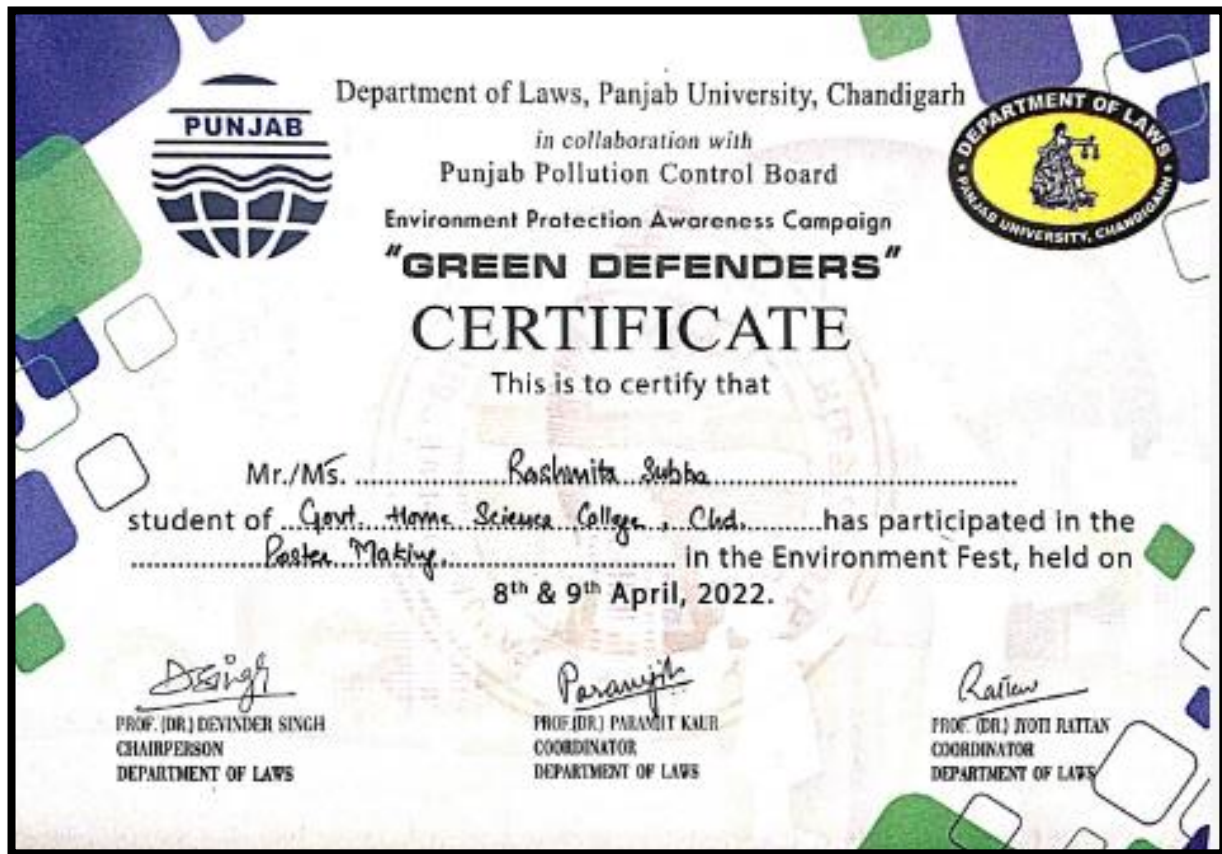 PUNJAB
Department of Laws, Panjab University, Chandigarh
in collaboration with
Punjab Pollution Control Board
Environment Protection Awareness Campaign
"GREEN DEFENDERS"
CERTIFICATE
This is to certify that
DEPARTMENT OF LAWS
PANJAB UNIVERSITY, CHANDIGARH
Mr./Ms. Rashmita Subba
student of Govt. Home Science College, Chd. has participated in the
Poster Making, in the Environment Fest, held on
8th & 9th April, 2022.
DSingh
Paramjit
Rattan
PROF. (DR.) DEVINDER SINGH
CHAIRPERSON
DEPARTMENT OF LAWS
PROF.(DR.) PARAMJIT KAUR
COORDINATOR
DEPARTMENT OF LAWS
PROF. (DR.) JYOTI RATTAN
COORDINATOR
DEPARTMENT OF LAWS